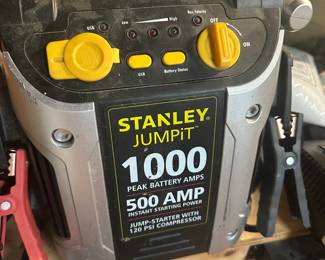 USB Low High Rev. Polarity
OFF
ON
USB Battery Status
STANLEY
JUMPiT
1000
PEAK BATTERY AMPS
500 AMP
INSTANT STARTING POWER
JUMP-STARTER WITH
120 PSI COMPRESSOR